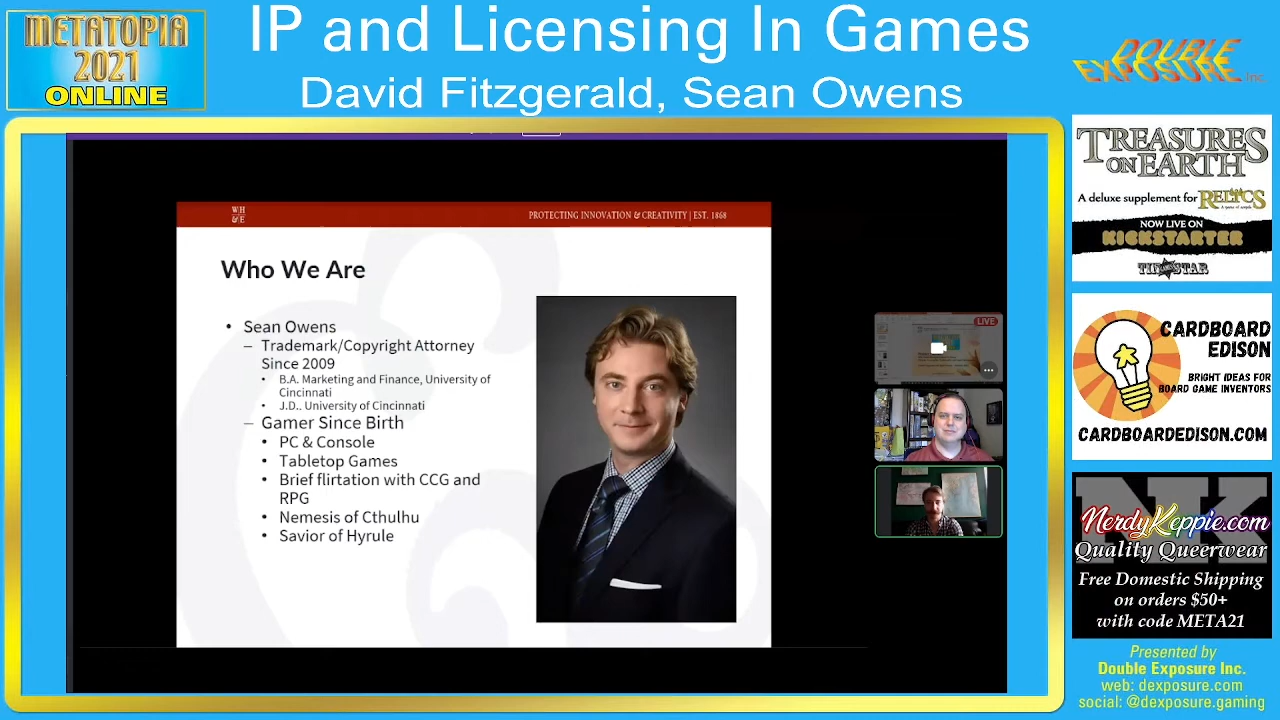 METATOPIA
2021
ONLINE
IP and Licensing In Games
David Fitzgerald, Sean Owens
DOUBLE
EXPOSURE Inc.
WH
&E
PROTECTING INNOVATION & CREATIVITY | EST. 1868
Who We Are
• Sean Owens
– Trademark/Copyright Attorney
Since 2009
• B.A. Marketing and Finance, University of
Cincinnati
• J.D.. University of Cincinnati
– Gamer Since Birth
• PC & Console
• Tabletop Games
• Brief flirtation with CCG and
RPG
• Nemesis of Cthulhu
• Savior of Hyrule
LIVE
TREASURES
ON EARTH
A deluxe supplement for RELICS
NOW LIVE ON
KICKSTARTER
TIN STAR
CARDBOARD
EDISON
BRIGHT IDEAS FOR
BOARD GAME INVENTORS
CARDBOARDEDISON.COM
NK
NerdyKeppie.com
Quality Queerwear
Free Domestic Shipping
on orders $50+
with code META21
Presented by
Double Exposure Inc.
web: dexposure.com
social: @dexposure.gaming